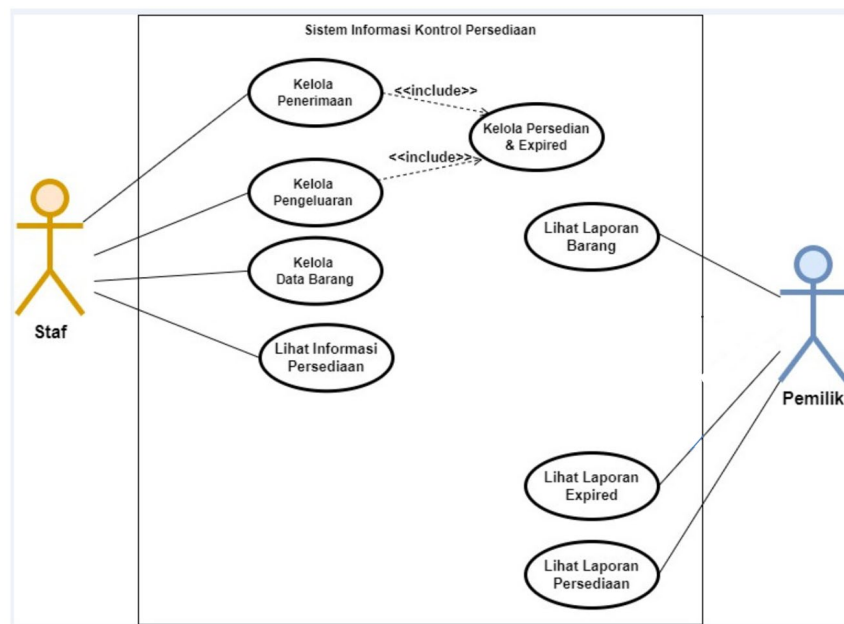 Sistem Informasi Kontrol Persediaan
Kelola
Penerimaan
<<include>>
Kelola Persedian
& Expired
<<include>>
Kelola
Pengeluaran
Lihat Laporan
Barang
Kelola
Data Barang
Staf
Lihat Informasi
Persediaan
Pemilik
Lihat Laporan
Expired
Lihat Laporan
Persediaan